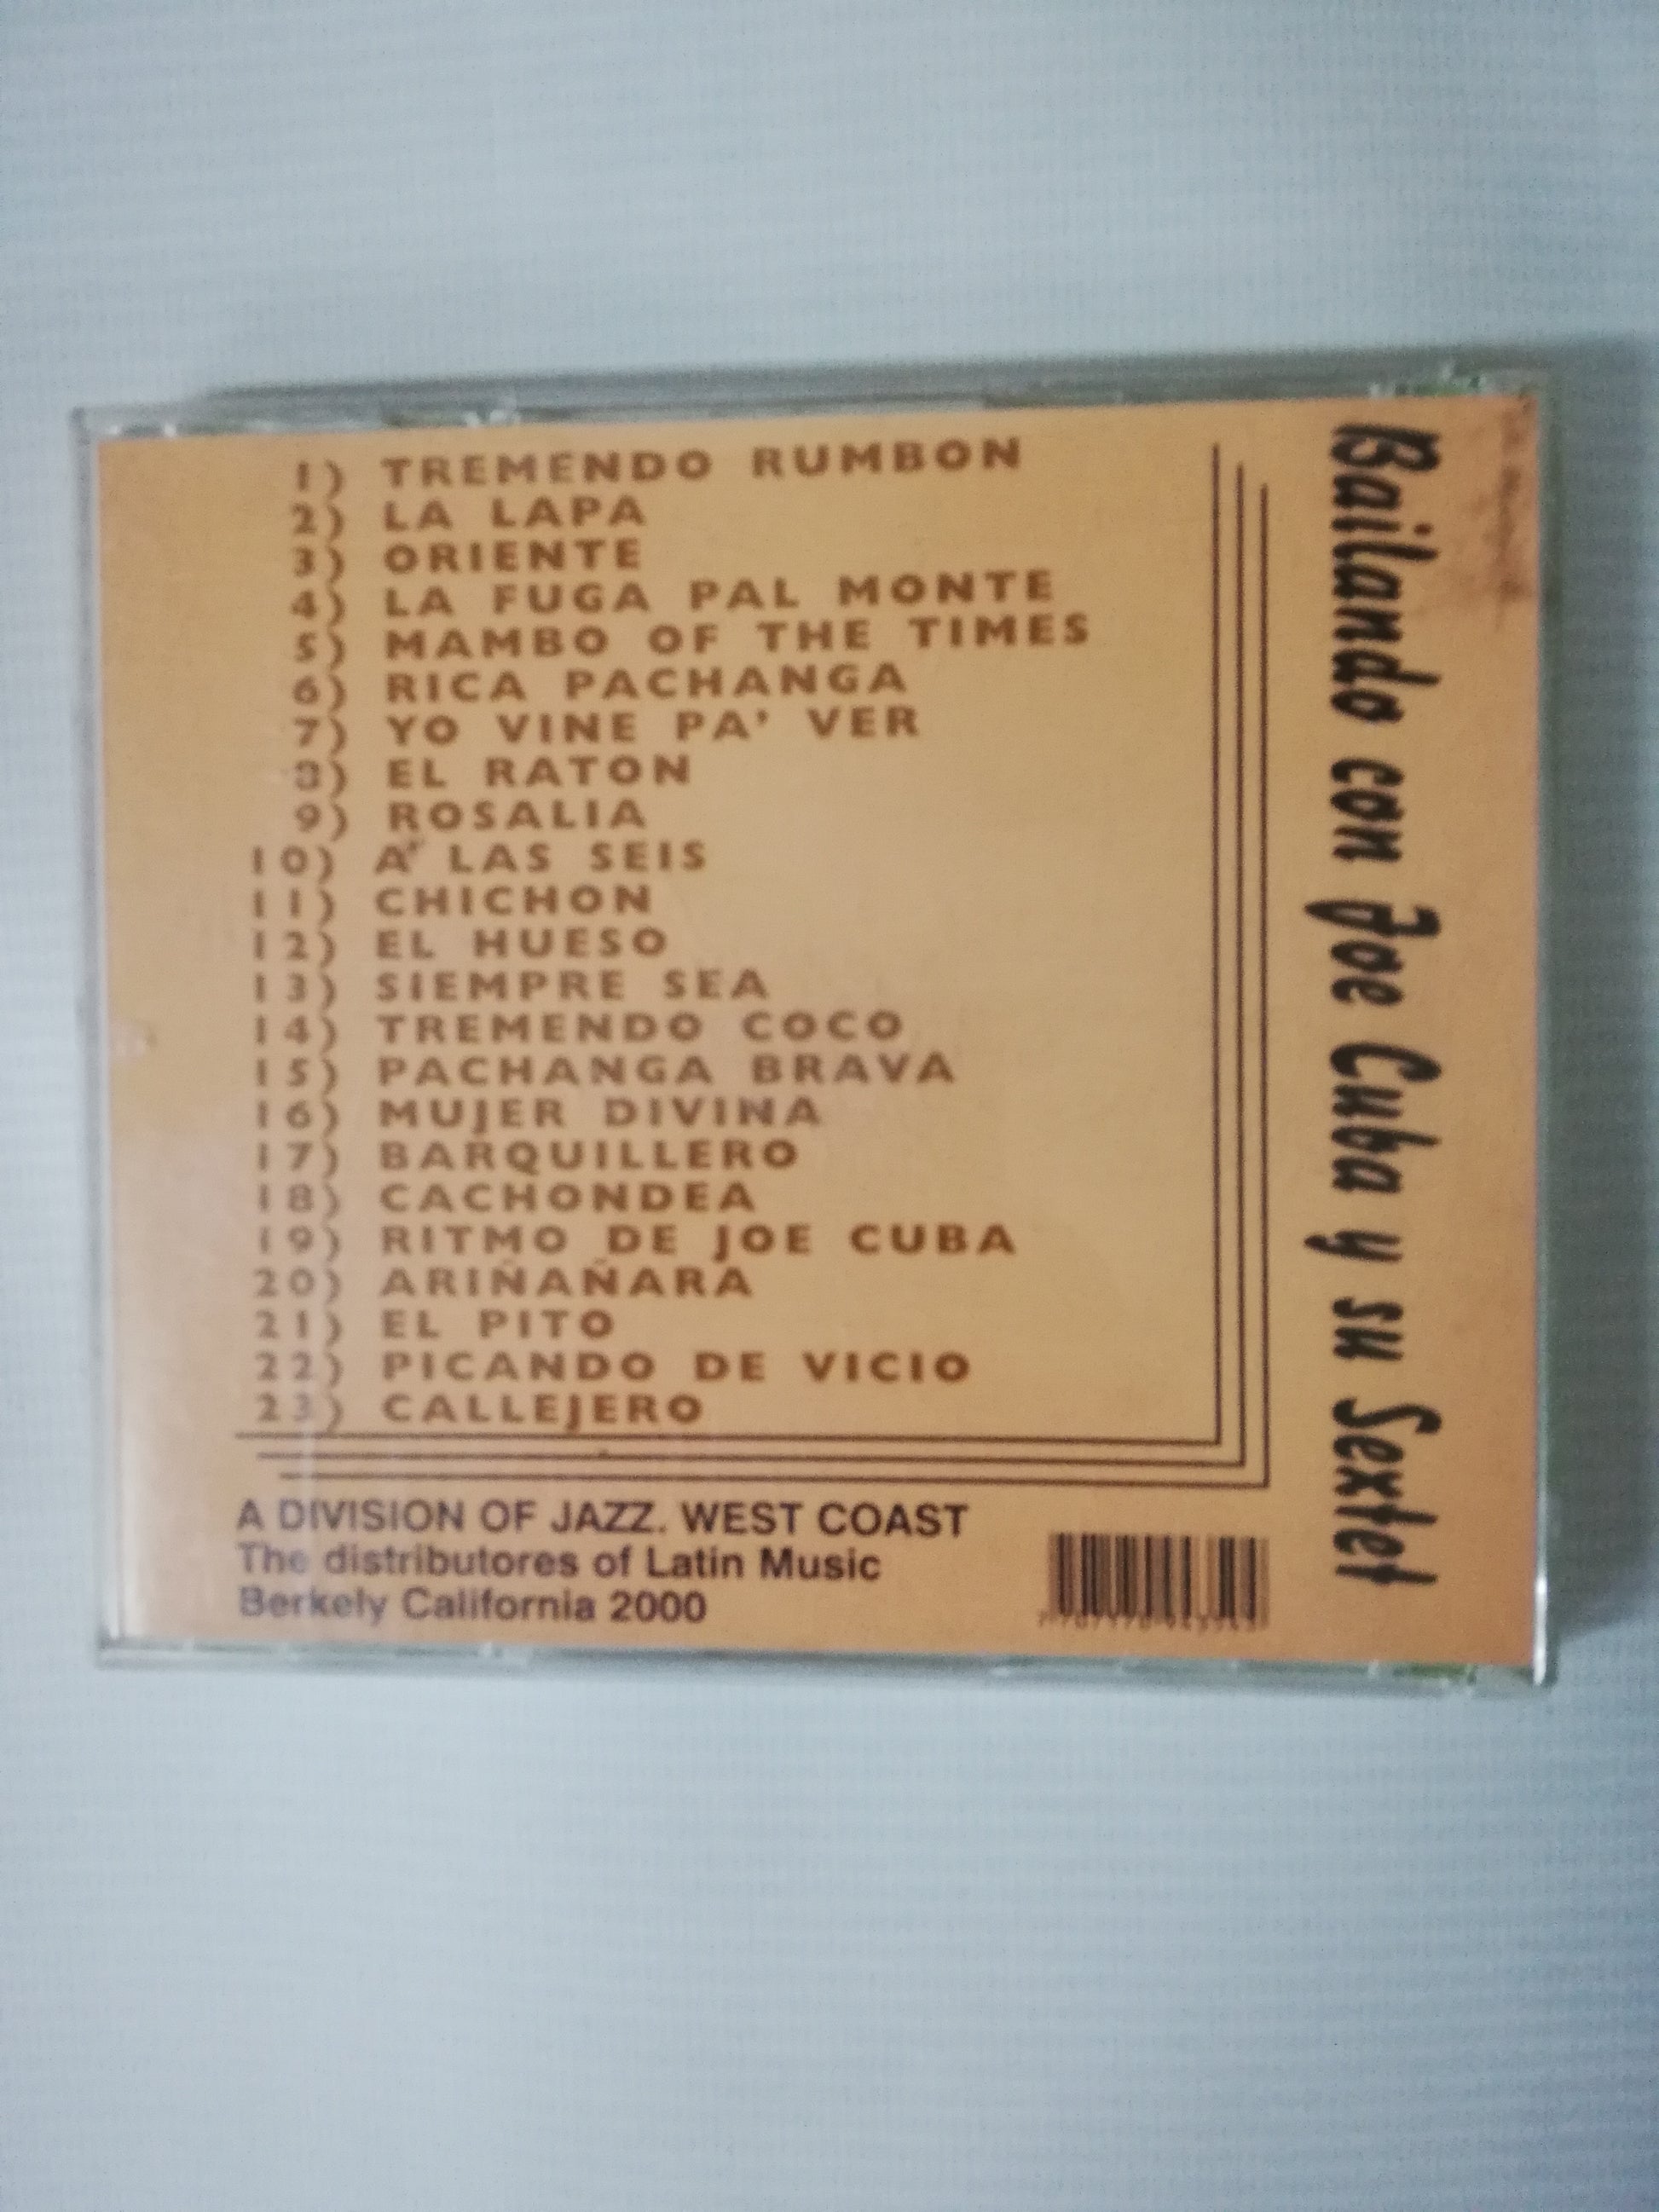 1) TREMENDO RUMBON
2) LA LAPA
3) ORIENTE
4) LA FUGA PAL MONTE
5) MAMBO OF THE TIMES
6) RICA PACHANGA
7) YO VINE PA' VER
8) EL RATON
9) ROSALIA
10) A LAS SEIS
11) CHICHON
12) EL HUESO
13) SIEMPRE SEA
14) TREMENDO COCO
15) PACHANGA BRAVA
16) MUJER DIVINA
17) BARQUILLERO
18) CACHONDEA
19) RITMO DE JOE CUBA
20) ARIÑAÑARA
21) EL PITO
22) PICANDO DE VICIO
23) CALLEJERO
A DIVISION OF JAZZ. WEST COAST
The distributores of Latin Music
Berkely California 2000
Bailando con Joe Cuba y su Sextet